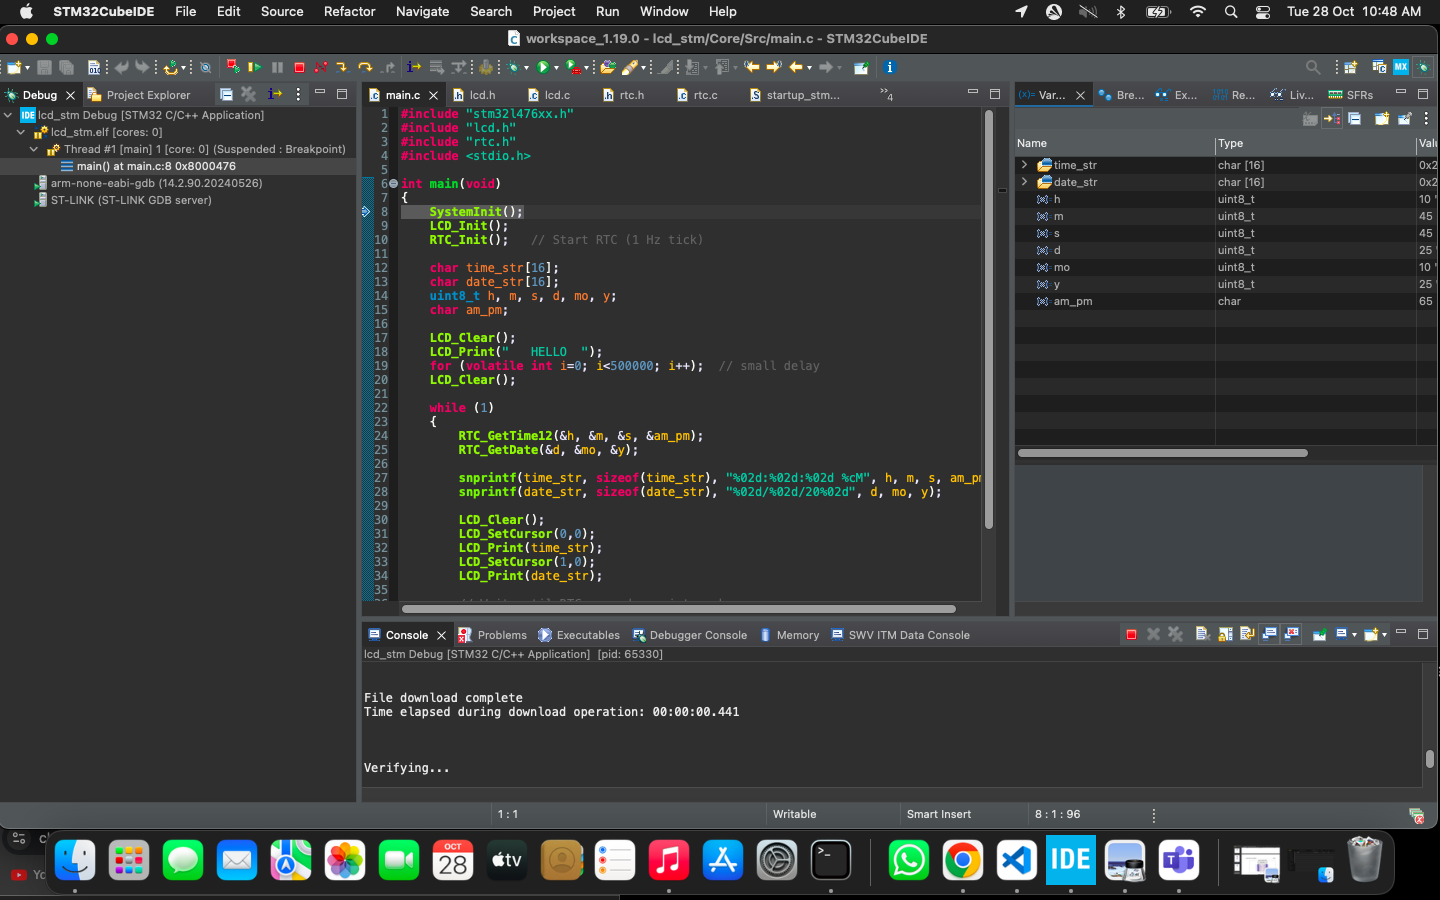 STM32CubeIDE File Edit Source Refactor Navigate Search Project Run Window Help Tue 28 Oct 10:48 AM
workspace_1.19.0 - lcd_stm/Core/Src/main.c - STM32CubeIDE
Debug Project Explorer
lcd_stm Debug [STM32 C/C++ Application]
lcd_stm.elf [cores: 0]
Thread #1 [main] 1 [core: 0] (Suspended : Breakpoint)
main() at main.c:8 0x8000476
arm-none-eabi-gdb (14.2.90.20240526)
ST-LINK (ST-LINK GDB server)
main.c lcd.h lcd.c rtc.h rtc.c startup_stm... »4
1 #include "stm32l476xx.h"
2 #include "lcd.h"
3 #include "rtc.h"
4 #include <stdio.h>
5
6 int main(void)
7 {
8 SystemInit();
9 LCD_Init();
10 RTC_Init(); // Start RTC (1 Hz tick)
11
12 char time_str[16];
13 char date_str[16];
14 uint8_t h, m, s, d, mo, y;
15 char am_pm;
16
17 LCD_Clear();
18 LCD_Print("   HELLO  ");
19 for (volatile int i=0; i<500000; i++); // small delay
20 LCD_Clear();
21
22 while (1)
23 {
24 RTC_GetTime12(&h, &m, &s, &am_pm);
25 RTC_GetDate(&d, &mo, &y);
26
27 snprintf(time_str, sizeof(time_str), "%02d:%02d:%02d %cM", h, m, s, am_pm
28 snprintf(date_str, sizeof(date_str), "%02d/%02d/20%02d", d, mo, y);
29
30 LCD_Clear();
31 LCD_SetCursor(0,0);
32 LCD_Print(time_str);
33 LCD_SetCursor(1,0);
34 LCD_Print(date_str);
35
Var... Bre... Ex... Re... Liv... SFRs
Name Type Valu
time_str char [16] 0x2
date_str char [16] 0x2
h uint8_t 10 '
m uint8_t 45
s uint8_t 45
d uint8_t 25 '
mo uint8_t 10 '
y uint8_t 25 '
am_pm char 65
Console Problems Executables Debugger Console Memory SWV ITM Data Console
lcd_stm Debug [STM32 C/C++ Application] [pid: 65330]
File download complete
Time elapsed during download operation: 00:00:00.441
Verifying...
1 : 1 Writable Smart Insert 8 : 1 : 96
OCT
28
tv
IDE